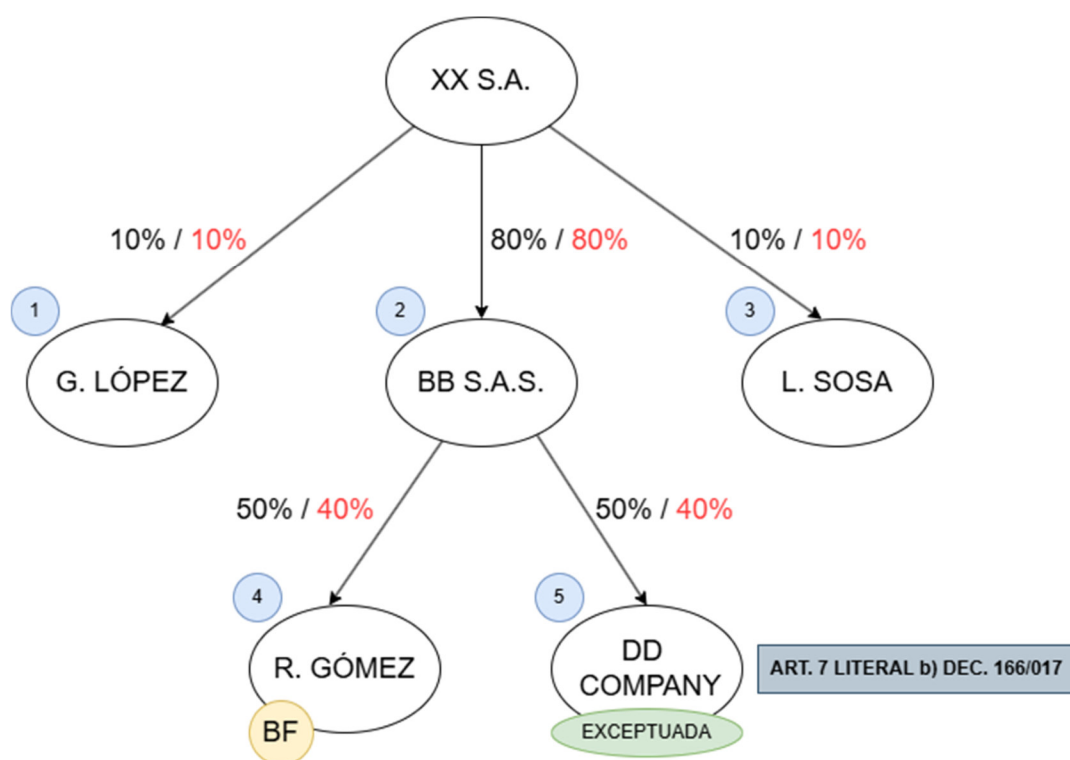 XX S.A.
10% / 10%
80% / 80%
10% / 10%
1
2
3
G. LÓPEZ
BB S.A.S.
L. SOSA
50% / 40%
50% / 40%
4
5
R. GÓMEZ
DD
COMPANY
ART. 7 LITERAL b) DEC. 166/017
BF
EXCEPTUADA